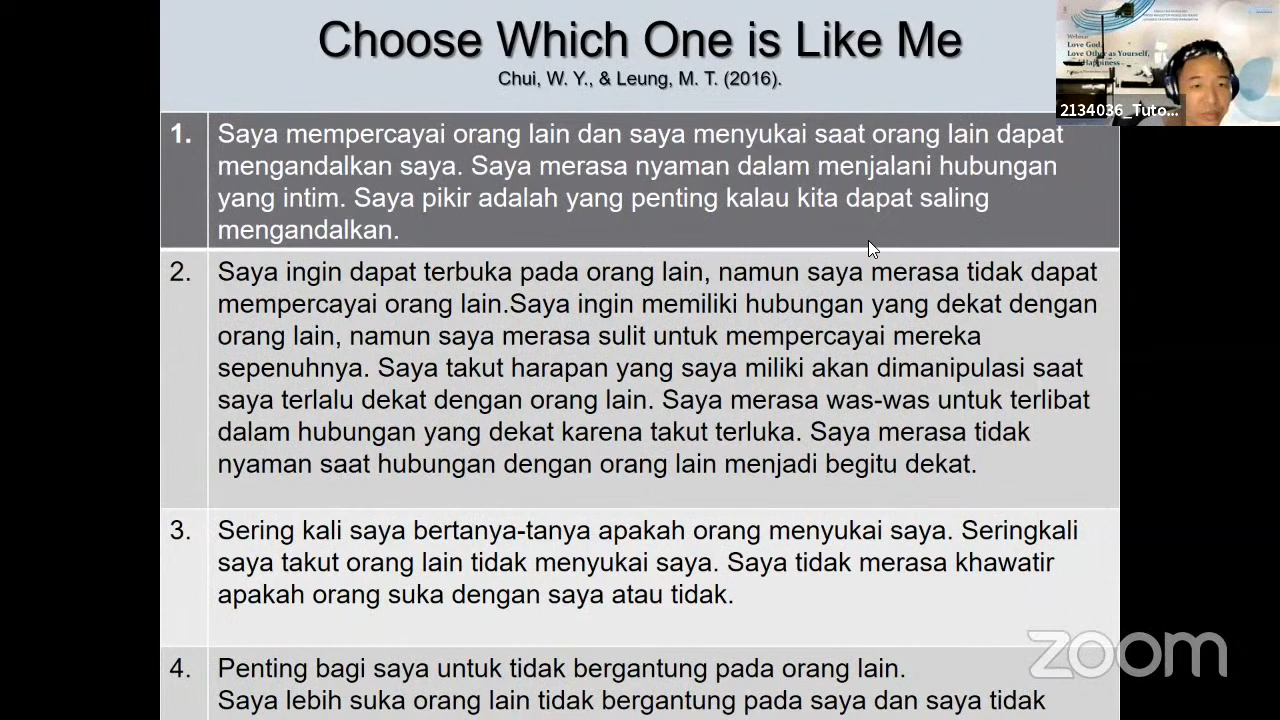 Choose Which One is Like Me
Chui, W. Y., & Leung, M. T. (2016).
1. Saya mempercayai orang lain dan saya menyukai saat orang lain dapat
mengandalkan saya. Saya merasa nyaman dalam menjalani hubungan
yang intim. Saya pikir adalah yang penting kalau kita dapat saling
mengandalkan.
2. Saya ingin dapat terbuka pada orang lain, namun saya merasa tidak dapat
mempercayai orang lain.Saya ingin memiliki hubungan yang dekat dengan
orang lain, namun saya merasa sulit untuk mempercayai mereka
sepenuhnya. Saya takut harapan yang saya miliki akan dimanipulasi saat
saya terlalu dekat dengan orang lain. Saya merasa was-was untuk terlibat
dalam hubungan yang dekat karena takut terluka. Saya merasa tidak
nyaman saat hubungan dengan orang lain menjadi begitu dekat.
3. Sering kali saya bertanya-tanya apakah orang menyukai saya. Seringkali
saya takut orang lain tidak menyukai saya. Saya tidak merasa khawatir
apakah orang suka dengan saya atau tidak.
4. Penting bagi saya untuk tidak bergantung pada orang lain.
Saya lebih suka orang lain tidak bergantung pada saya dan saya tidak
Webinar
Love God,
Love Other as Yourself,
2134036_Tuto...
zoom